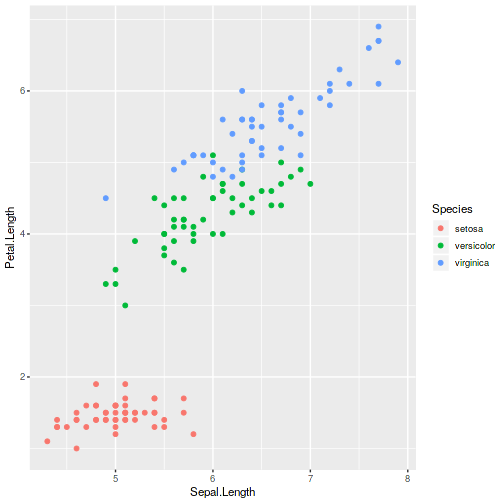 6
4
2
Petal.Length
5 6 7 8
Sepal.Length
Species
setosa
versicolor
virginica